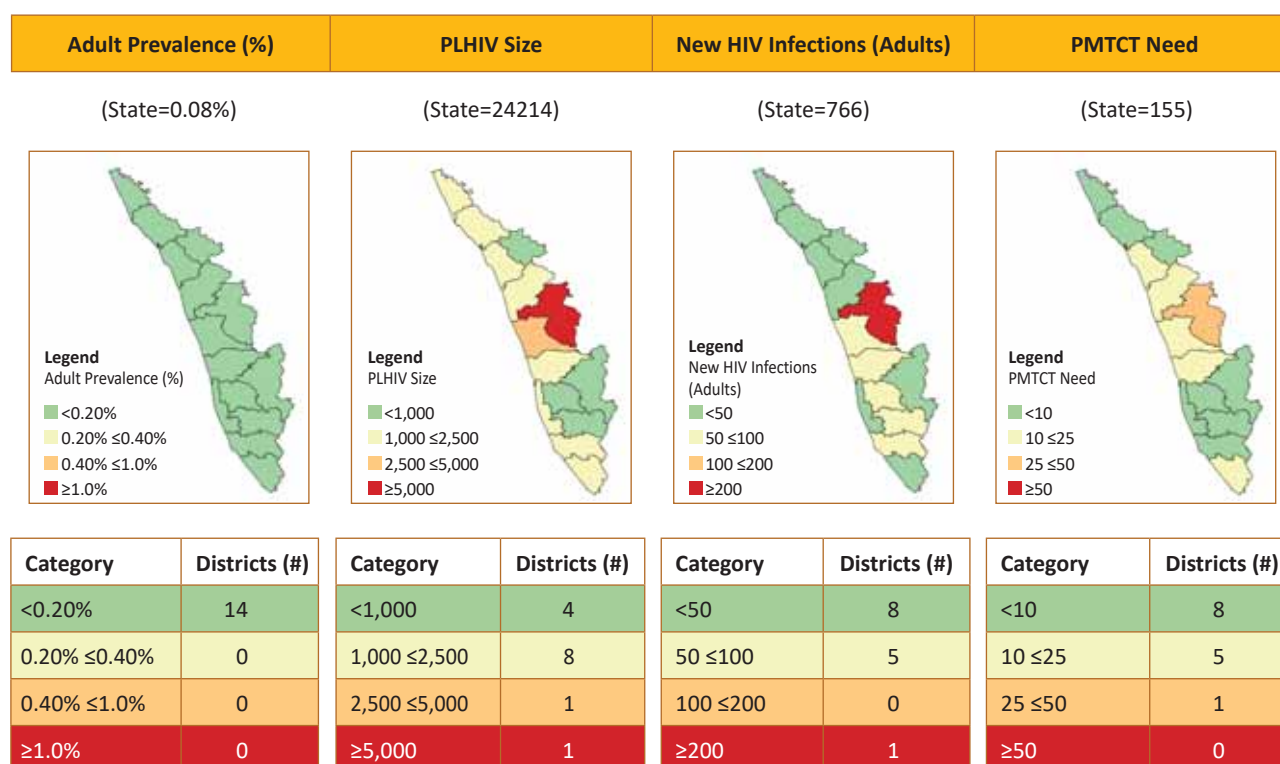 Adult Prevalence (%) PLHIV Size New HIV Infections (Adults) PMTCT Need
(State=0.08%) (State=24214) (State=766) (State=155)
Legend
Adult Prevalence (%)
<0.20%
0.20% ≤0.40%
0.40% ≤1.0%
≥1.0%
Legend
PLHIV Size
<1,000
1,000 ≤2,500
2,500 ≤5,000
≥5,000
Legend
New HIV Infections
(Adults)
<50
50 ≤100
100 ≤200
≥200
Legend
PMTCT Need
<10
10 ≤25
25 ≤50
≥50
Category Districts (#)
<0.20% 14
0.20% ≤0.40% 0
0.40% ≤1.0% 0
≥1.0% 0
Category Districts (#)
<1,000 4
1,000 ≤2,500 8
2,500 ≤5,000 1
≥5,000 1
Category Districts (#)
<50 8
50 ≤100 5
100 ≤200 0
≥200 1
Category Districts (#)
<10 8
10 ≤25 5
25 ≤50 1
≥50 0